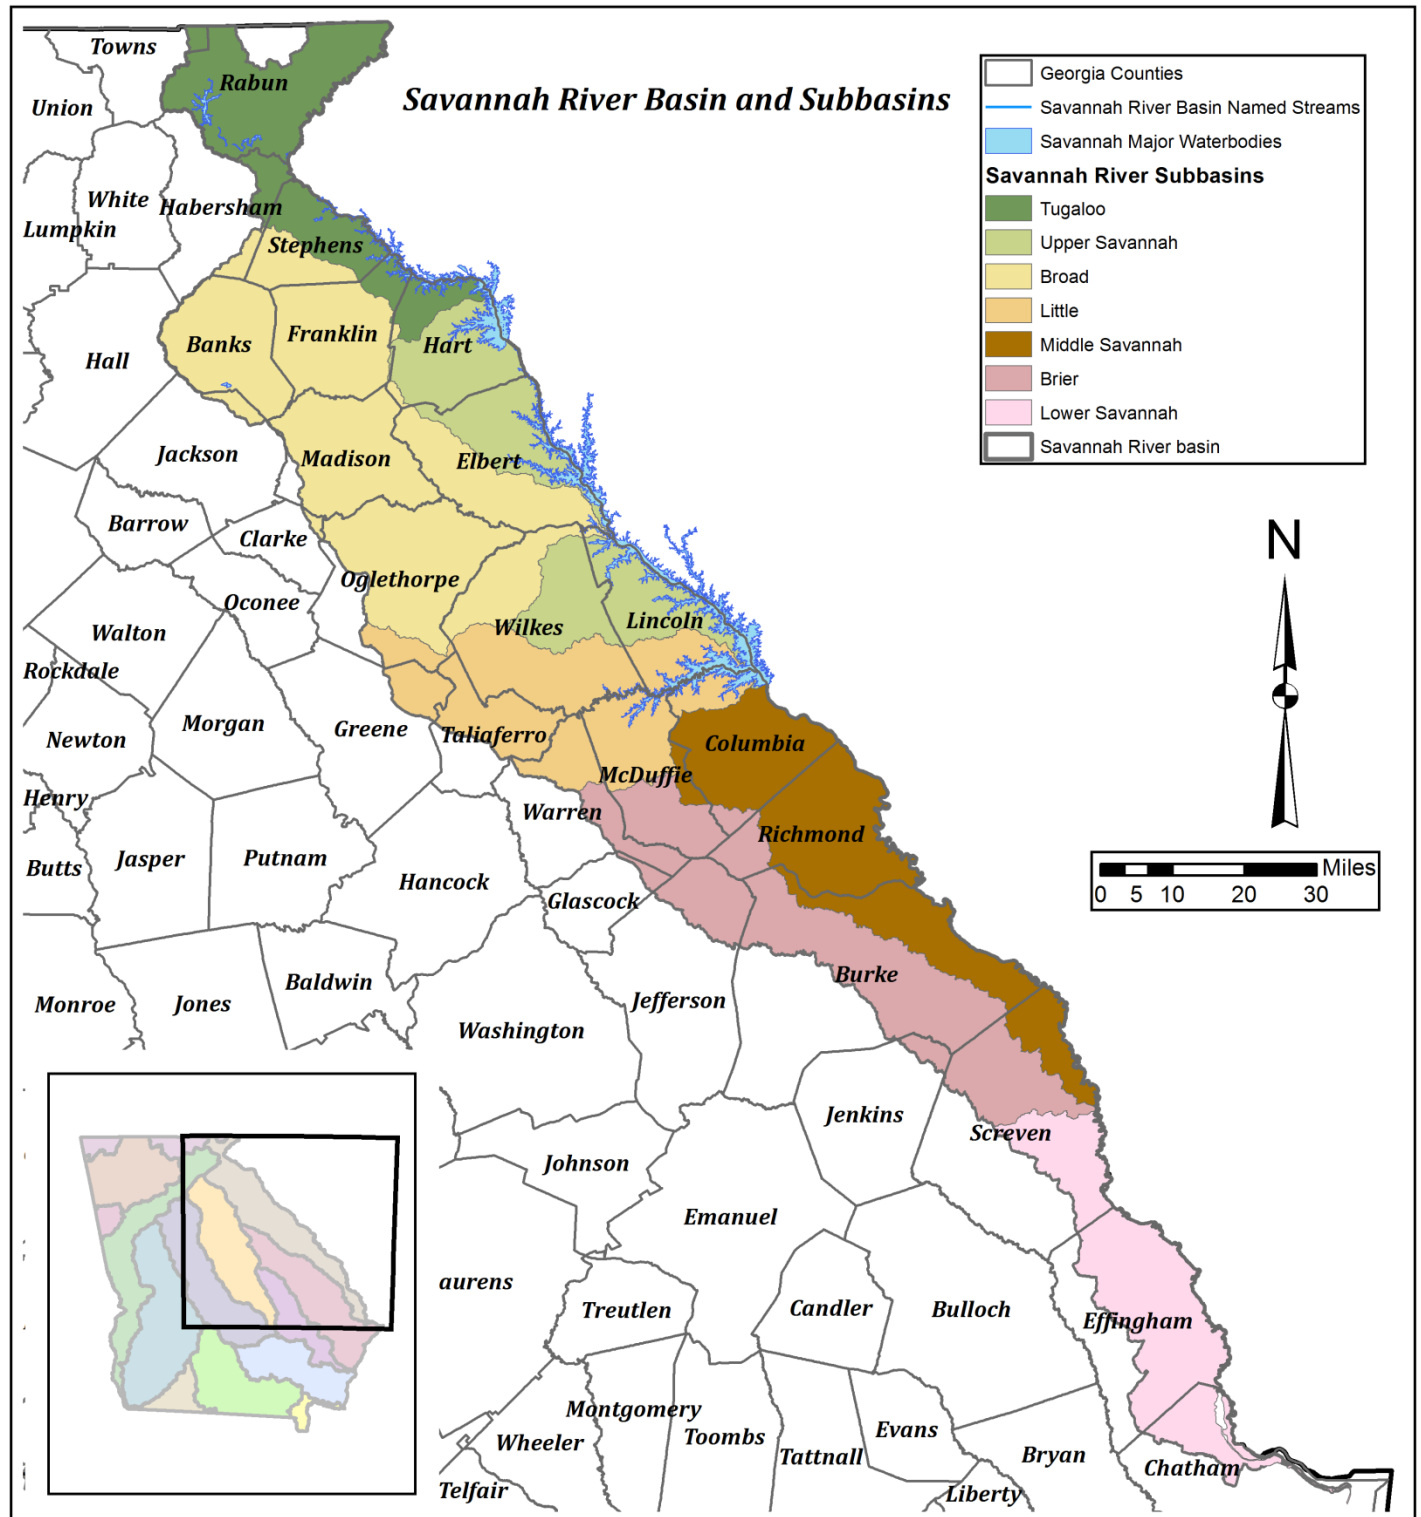 Savannah River Basin and Subbasins
Georgia Counties
Savannah River Basin Named Streams
Savannah Major Waterbodies
Savannah River Subbasins
Tugaloo
Upper Savannah
Broad
Little
Middle Savannah
Brier
Lower Savannah
Savannah River basin
N
Miles
0 5 10 20 30
Towns
Rabun
Union
White
Habersham
Lumpkin
Stephens
Hall
Banks
Franklin
Hart
Jackson
Madison
Elbert
Barrow
Clarke
Oglethorpe
Oconee
Walton
Wilkes
Lincoln
Rockdale
Morgan
Greene
Taliaferro
Newton
Columbia
McDuffie
Henry
Warren
Richmond
Butts
Jasper
Putnam
Hancock
Glascock
Burke
Baldwin
Monroe
Jones
Jefferson
Washington
Jenkins
Screven
Johnson
Emanuel
aurens
Treutlen
Candler
Bulloch
Effingham
Montgomery
Wheeler
Toombs
Tattnall
Evans
Bryan
Chatham
Telfair
Liberty